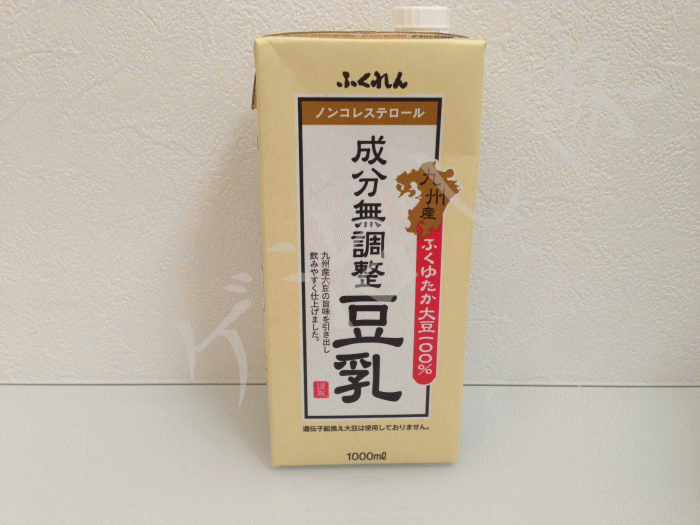 ふくれん
ノンコレステロール
成分無調整
豆乳
九州産
ふくゆたか大豆100%
九州産大豆の旨味を引き出し
飲みやすく仕上げました。
謹製
遺伝子組換え大豆は使用しておりません。
1000mℓ